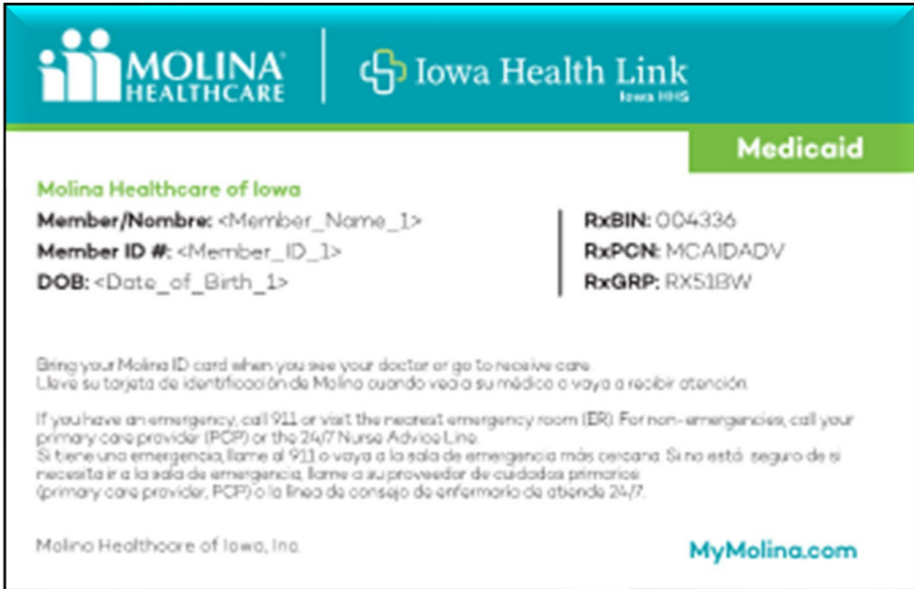 MOLINA HEALTHCARE
Iowa Health Link
Iowa HHS
Medicaid
Molina Healthcare of Iowa
Member/Nombre: <Member_Name_1>
Member ID #: <Member_ID_1>
DOB: <Date_of_Birth_1>
RxBIN: 004336
RxPCN: MCAIDADV
RxGRP: RX51BW
Bring your Molina ID card when you see your doctor or go to receive care.
Lleve su tarjeta de identificación de Molina cuando vea a su médico o vaya a recibir atención.
If you have an emergency, call 911 or visit the nearest emergency room (ER). For non-emergencies, call your
primary care provider (PCP) or the 24/7 Nurse Advice Line.
Si tiene una emergencia, llame al 911 o vaya a la sala de emergencia más cercana. Si no está seguro de si
necesita ir a la sala de emergencia, llame a su proveedor de cuidados primarios
(primary care provider, PCP) o la línea de consejo de enfermería de atiende 24/7.
Molina Healthcare of Iowa, Inc.
MyMolina.com